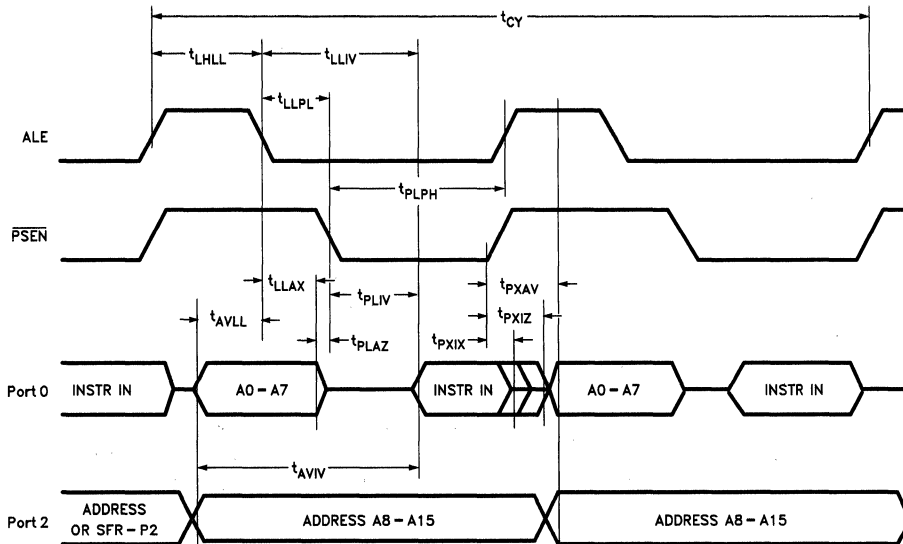 tCY
tLHLL
tLLIV
tLLPL
ALE
tPLPH
PSEN
tLLAX
tPXAV
tPLIV
tPXIZ
tAVLL
tPLAZ
tPXIX
Port 0
INSTR IN
A0-A7
INSTR IN
A0-A7
INSTR IN
tAVIV
Port 2
ADDRESS
OR SFR-P2
ADDRESS A8-A15
ADDRESS A8-A15